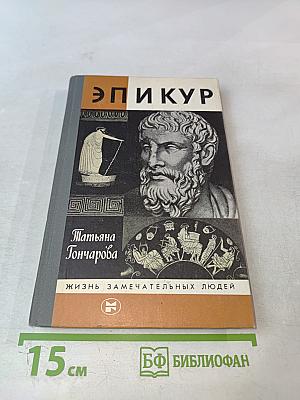 ЭПИКУР
Татьяна
Гончарова
ЖИЗНЬ ЗАМЕЧАТЕЛЬНЫХ ЛЮДЕЙ
15 см
БФ БИБЛИОФАН